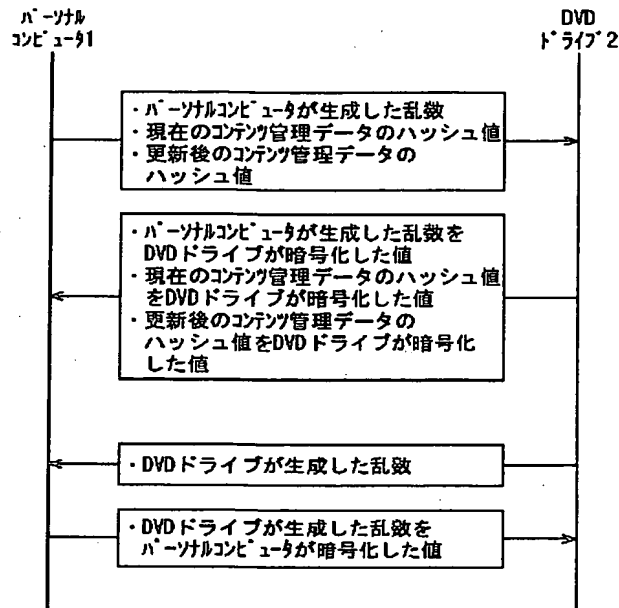 ﾊﾟｰｿﾅﾙ
ｺﾝﾋﾟｭｰﾀ1
DVD
ﾄﾞﾗｲﾌﾞ2
・ﾊﾟｰｿﾅﾙｺﾝﾋﾟｭｰﾀが生成した乱数
・現在のｺﾝﾃﾝﾂ管理データのハッシュ値
・更新後のｺﾝﾃﾝﾂ管理データの
ハッシュ値
・ﾊﾟｰｿﾅﾙｺﾝﾋﾟｭｰﾀが生成した乱数を
DVDドライブが暗号化した値
・現在のｺﾝﾃﾝﾂ管理データのハッシュ値
をDVDドライブが暗号化した値
・更新後のｺﾝﾃﾝﾂ管理データの
ハッシュ値をDVDドライブが暗号化
した値
・DVDドライブが生成した乱数
・DVDドライブが生成した乱数を
ﾊﾟｰｿﾅﾙｺﾝﾋﾟｭｰﾀが暗号化した値